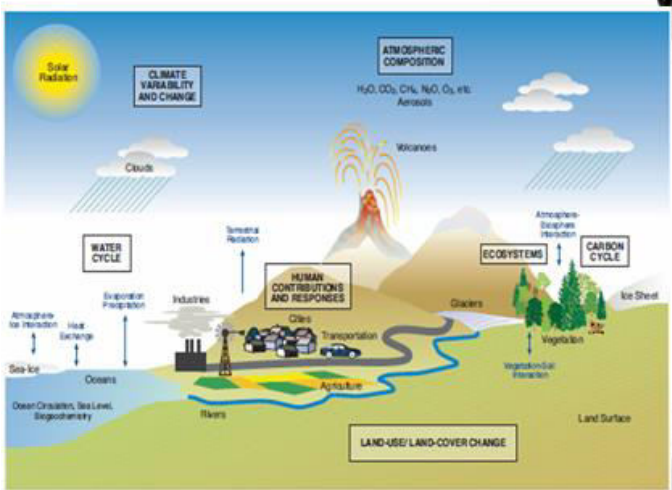 Solar
Radiation
CLIMATE
VARIABILITY
AND CHANGE
ATMOSPHERIC
COMPOSITION
H₂O, CO₂, CH₄, N₂O, O₃, etc
Aerosols
Volcanoes
Clouds
Atmosphere-
Biosphere
Interaction
WATER
CYCLE
Terrestrial
Radiation
ECOSYSTEMS
CARBON
CYCLE
HUMAN
CONTRIBUTIONS
AND RESPONSES
Industries
Cities
Transportation
Glaciers
Ice Sheet
Evaporation
Precipitation
Atmosphere-
Ice Interaction
Heat
Exchange
Vegetation
Vegetation-Soil
Interaction
Sea-Ice
Oceans
Agriculture
Ocean Circulation, Sea Level,
Biogeochemistry
Rivers
Land Surface
LAND-USE/ LAND-COVER CHANGE